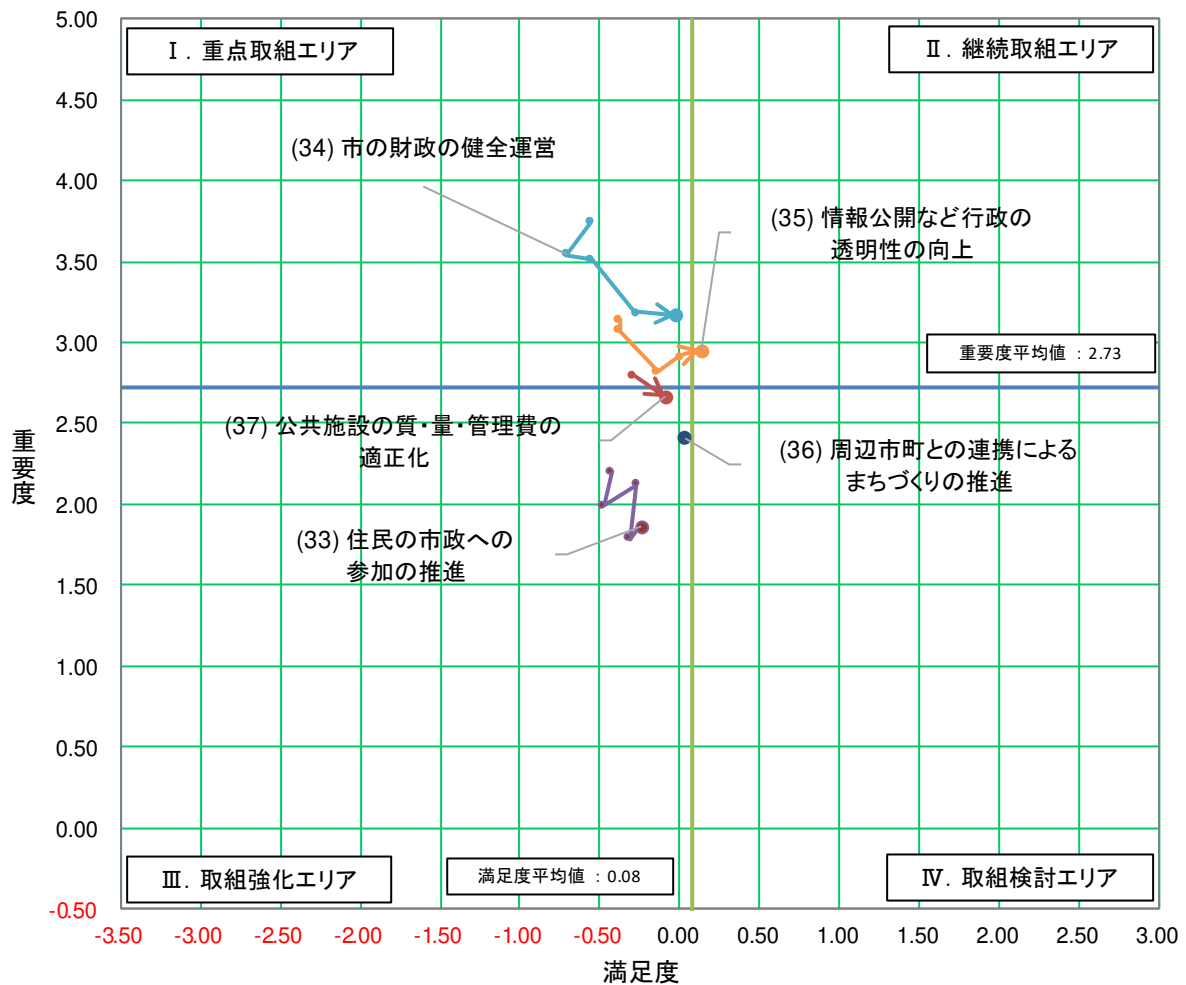 5.00
Ⅰ．重点取組エリア
Ⅱ．継続取組エリア
4.50
(34) 市の財政の健全運営
4.00
(35) 情報公開など行政の
透明性の向上
3.50
3.00
重要度平均値 ：2.73
2.50
(37) 公共施設の質・量・管理費の
適正化
(36) 周辺市町との連携による
まちづくりの推進
重要度
2.00
(33) 住民の市政への
参加の推進
1.50
1.00
0.50
0.00
Ⅲ．取組強化エリア
満足度平均値 ：0.08
Ⅳ．取組検討エリア
-0.50
-3.50 -3.00 -2.50 -2.00 -1.50 -1.00 -0.50 0.00 0.50 1.00 1.50 2.00 2.50 3.00
満足度